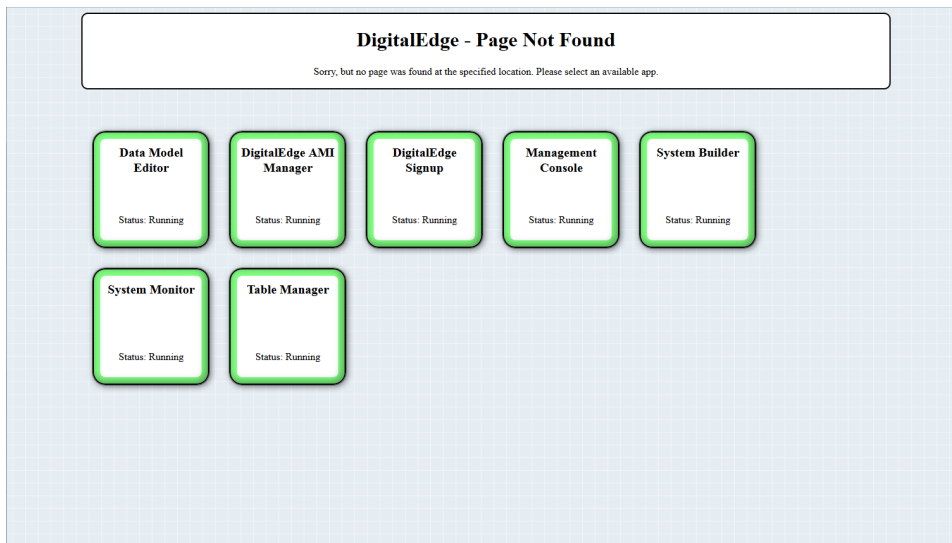 DigitalEdge - Page Not Found
Sorry, but no page was found at the specified location. Please select an available app.
Data Model
Editor
Status: Running
DigitalEdge AMI
Manager
Status: Running
DigitalEdge
Signup
Status: Running
Management
Console
Status: Running
System Builder
Status: Running
System Monitor
Status: Running
Table Manager
Status: Running